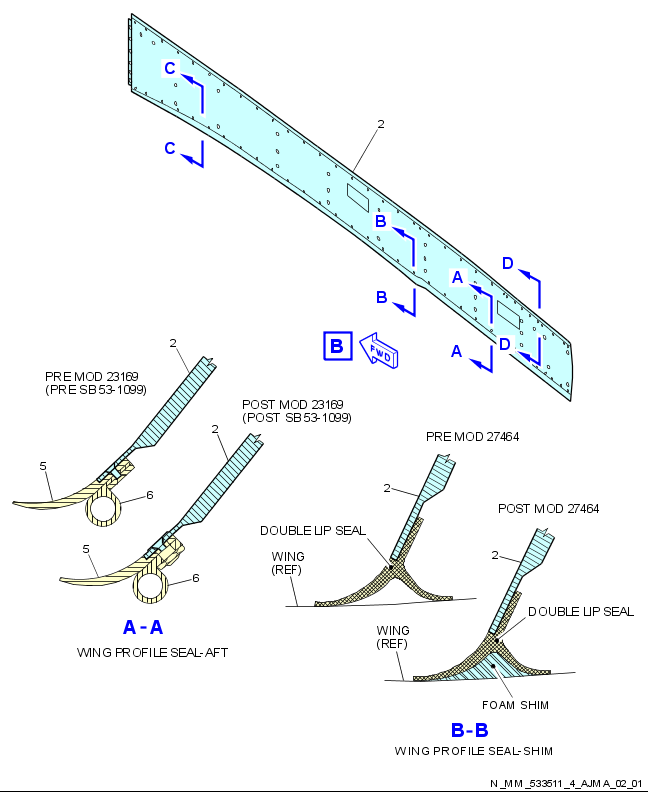 C
C
2
B
B
A
A
D
D
B
FWD
2
PRE MOD 23169
(PRE SB 53-1099)
5
6
POST MOD 23169
(POST SB 53-1099)
2
5
6
A-A
WING PROFILE SEAL-AFT
PRE MOD 27464
2
DOUBLE LIP SEAL
WING
(REF)
POST MOD 27464
2
DOUBLE LIP SEAL
WING
(REF)
FOAM SHIM
B-B
WING PROFILE SEAL-SHIM
N_MM_533511_4_AJMA_02_01